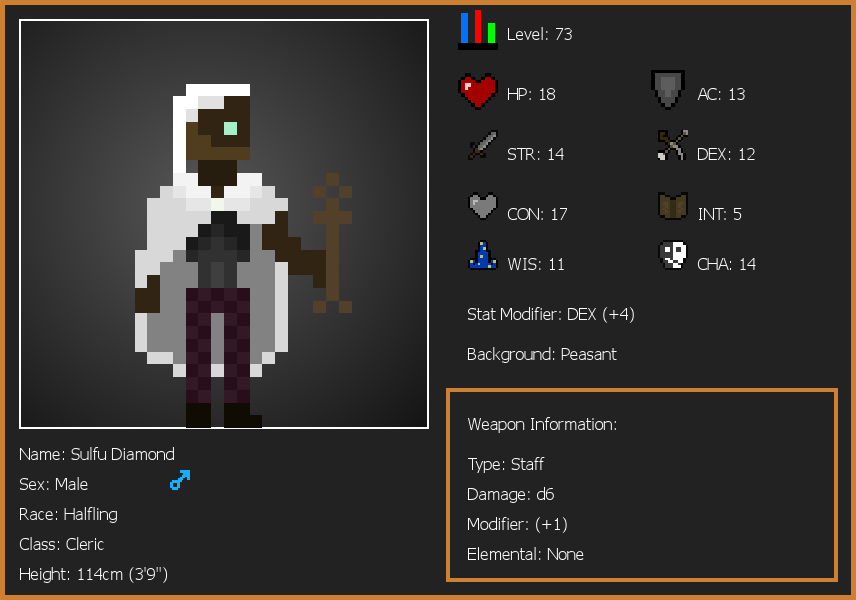 Level: 73
HP: 18
AC: 13
STR: 14
DEX: 12
CON: 17
INT: 5
WIS: 11
CHA: 14
Stat Modifier: DEX (+4)
Background: Peasant
Weapon Information:
Type: Staff
Damage: d6
Modifier: (+1)
Elemental: None
Name: Sulfu Diamond
Sex: Male
Race: Halfling
Class: Cleric
Height: 114cm (3'9")